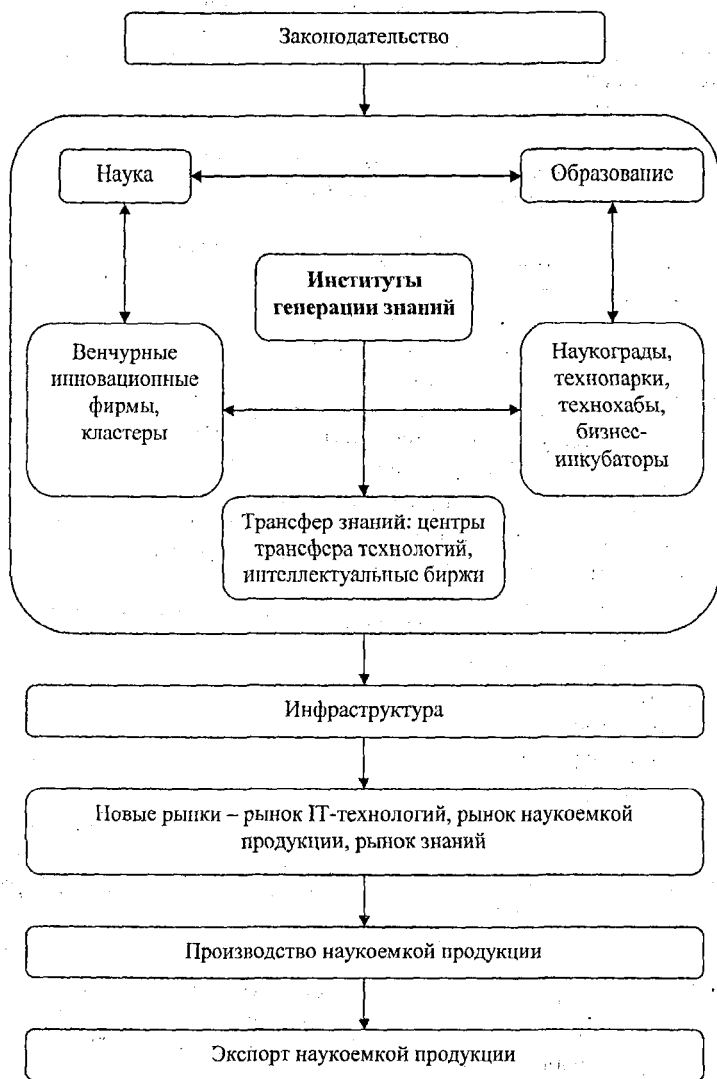 Законодательство
Наука
Образование
Институты
генерации знаний
Венчурные
инновационные
фирмы,
кластеры
Наукограды,
технопарки,
технохабы,
бизнес-
инкубаторы
Трансфер знаний: центры
трансфера технологий,
интеллектуальные биржи
Инфраструктура
Новые рынки – рынок IT-технологий, рынок наукоемкой
продукции, рынок знаний
Производство наукоемкой продукции
Экспорт наукоемкой продукции